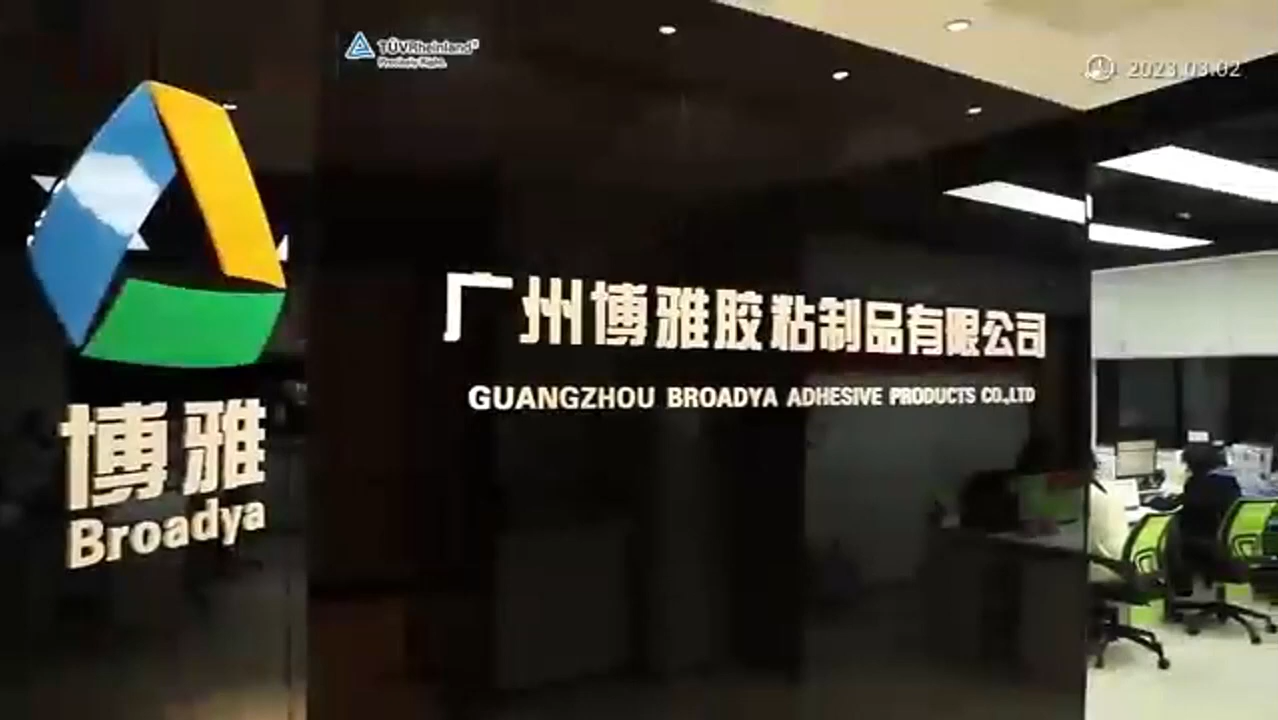 TÜVRheinland®
Precisely Right.
2023.03.02
广州博雅胶粘制品有限公司
GUANGZHOU BROADYA ADHESIVE PRODUCTS CO.,LTD
博雅
Broadya